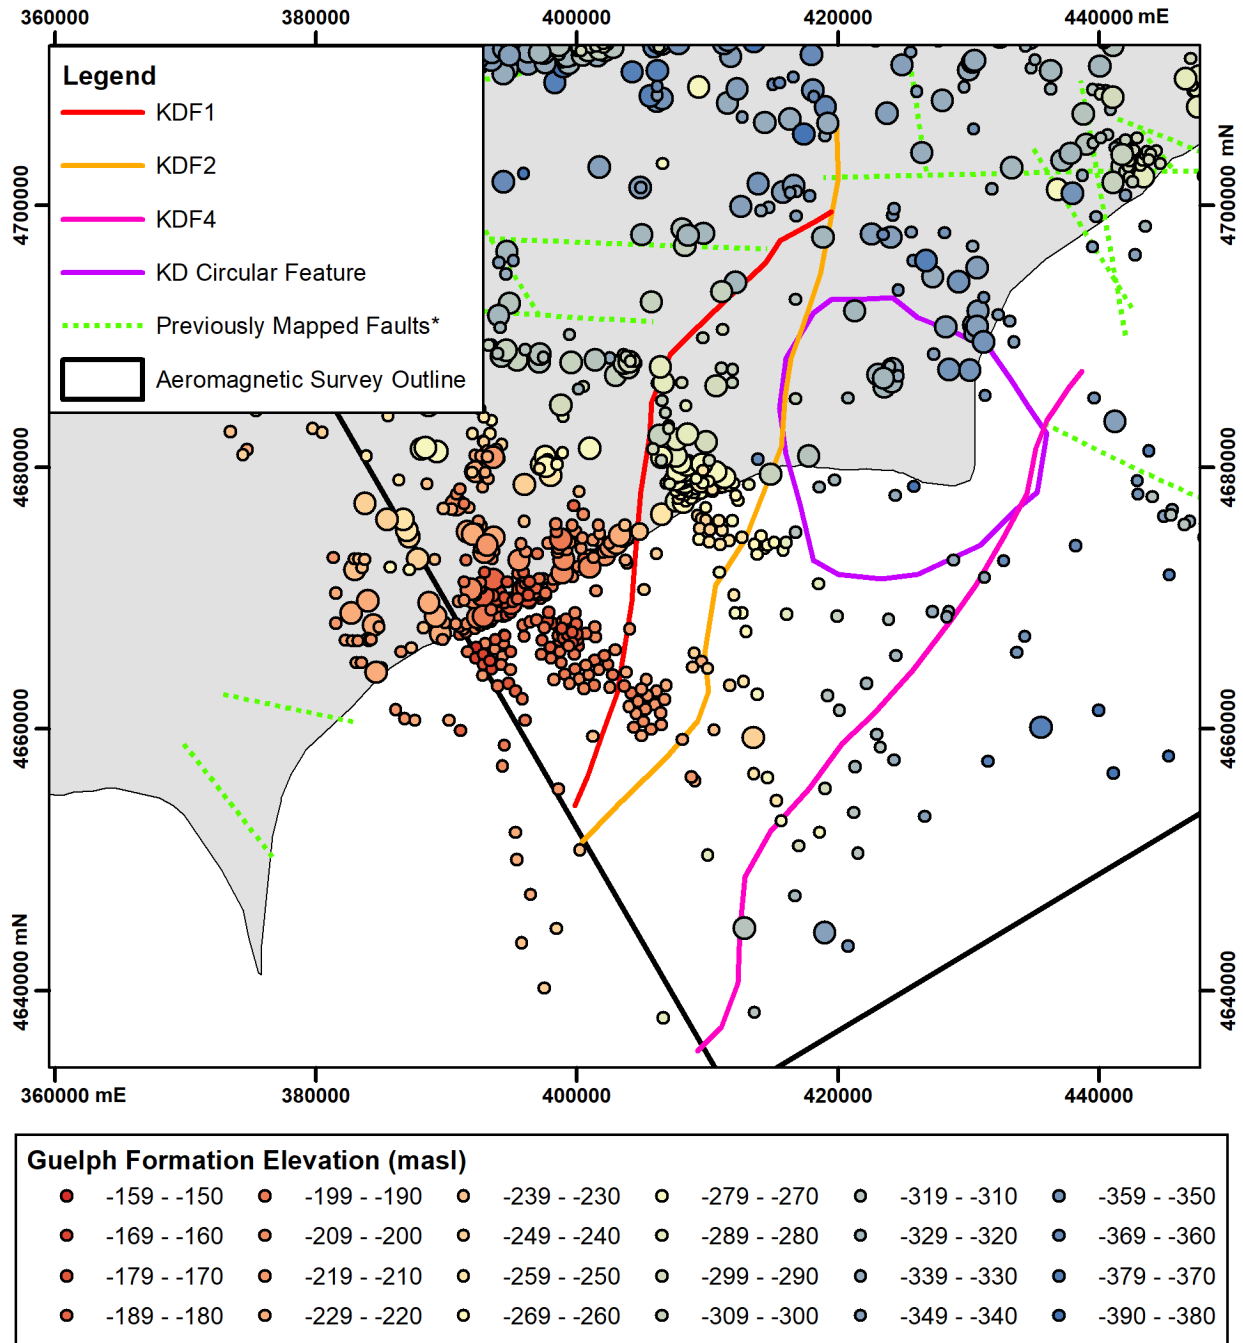 360000
380000
400000
420000
440000 mE
Legend
KDF1
KDF2
KDF4
KD Circular Feature
Previously Mapped Faults*
Aeromagnetic Survey Outline
4700000
4680000
4660000
4640000 mN
4700000 mN
4680000
4660000
4640000
360000 mE
380000
400000
420000
440000
Guelph Formation Elevation (masl)
-159 - -150
-199 - -190
-239 - -230
-279 - -270
-319 - -310
-359 - -350
-169 - -160
-209 - -200
-249 - -240
-289 - -280
-329 - -320
-369 - -360
-179 - -170
-219 - -210
-259 - -250
-299 - -290
-339 - -330
-379 - -370
-189 - -180
-229 - -220
-269 - -260
-309 - -300
-349 - -340
-390 - -380